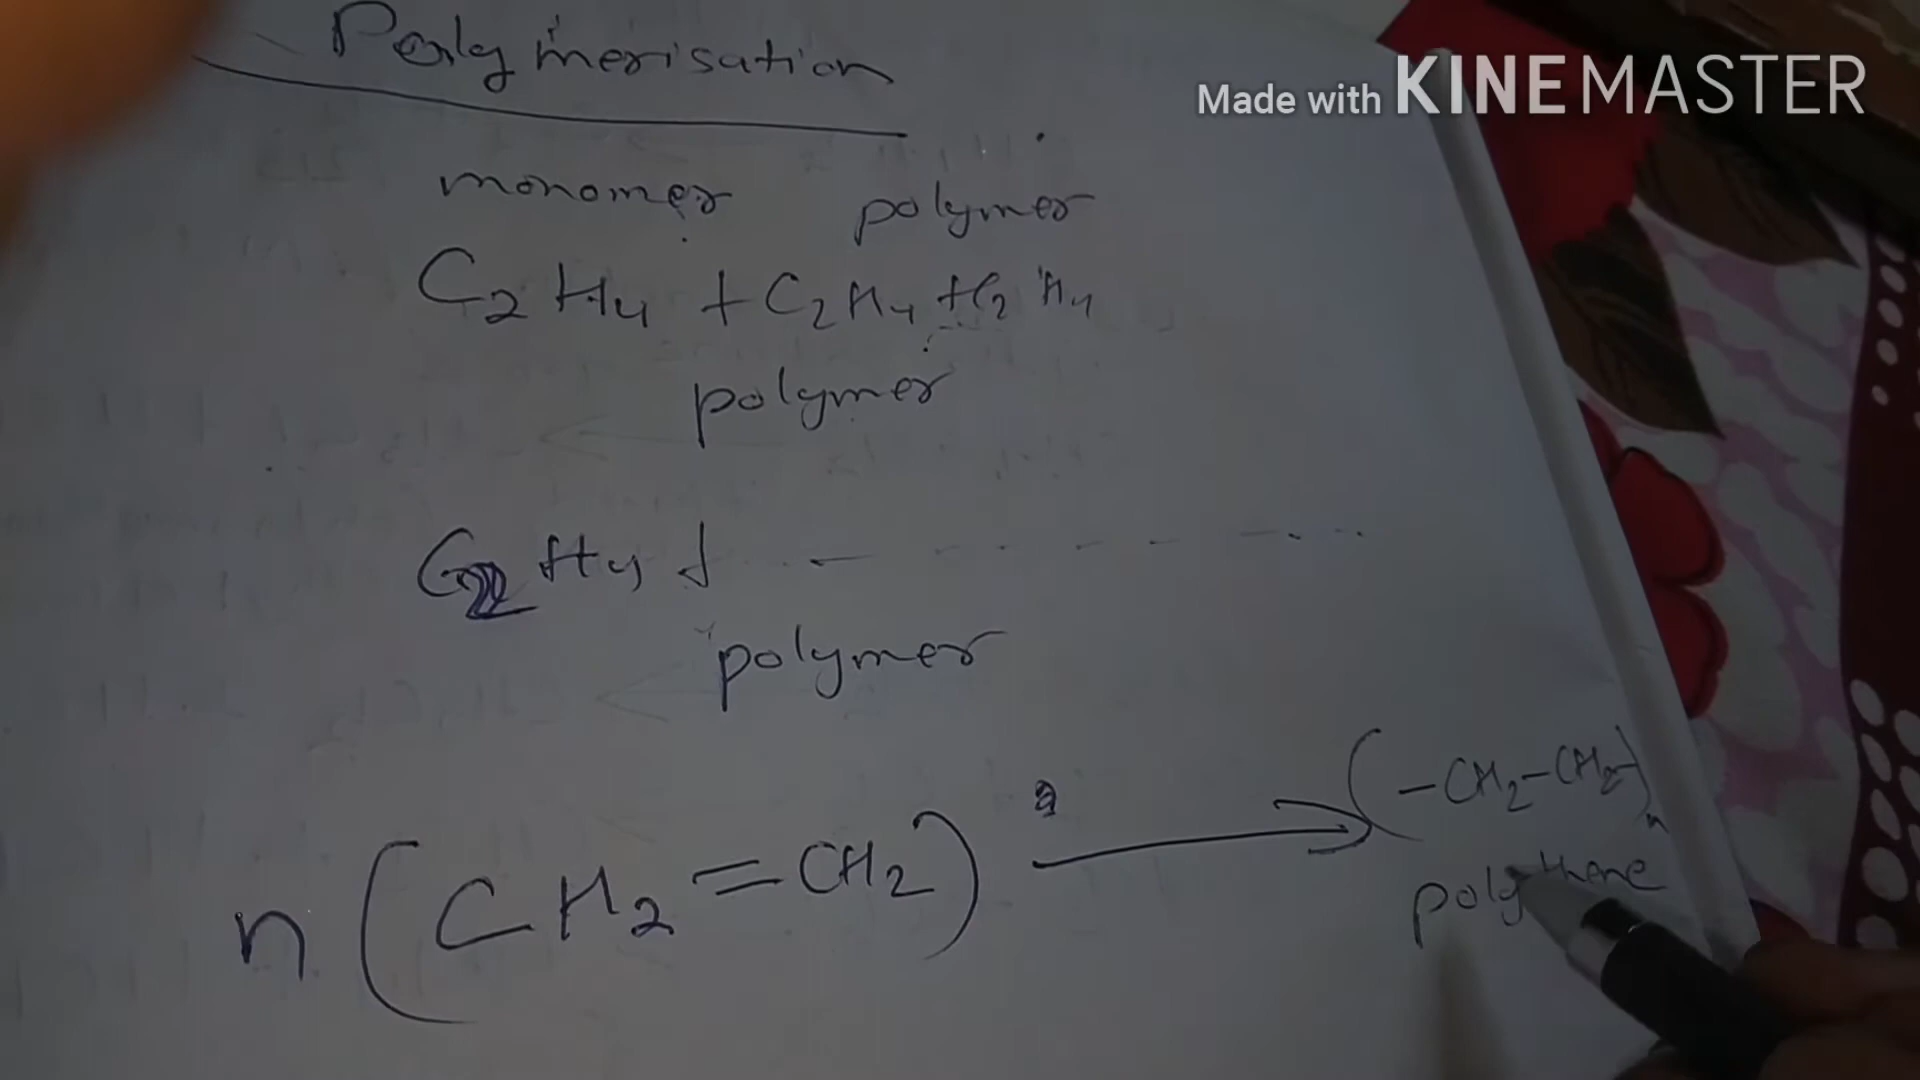 Polymerisation
Made with KINEMASTER
monomer polymer
C2H4 + C2H4 + C2H4
polymer
C2H4 + - - - - - - -
polymer
n(CH2=CH2) → (-CH2-CH2-)n
polythene